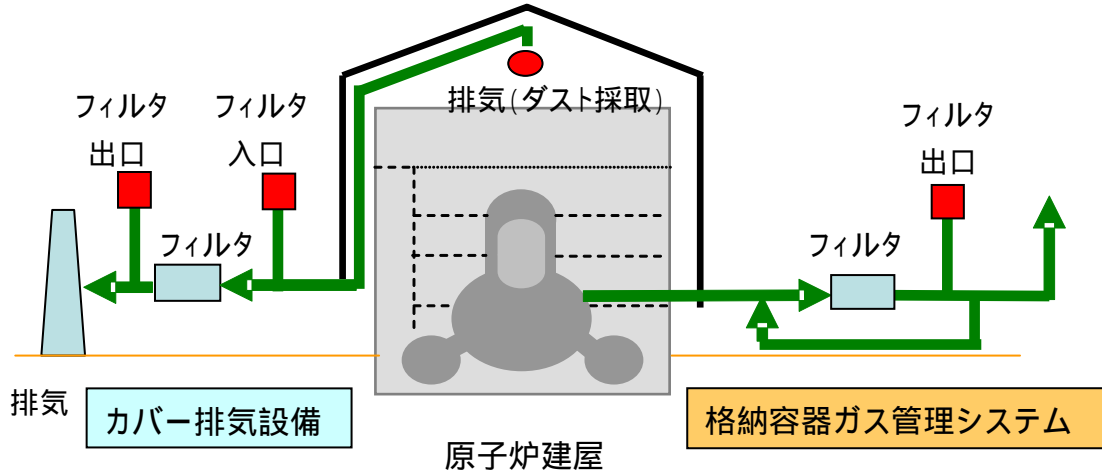 排気(ダスト採取)
フィルタ
出口
フィルタ
入口
フィルタ
出口
フィルタ
フィルタ
排気
カバー排気設備
格納容器ガス管理システム
原子炉建屋